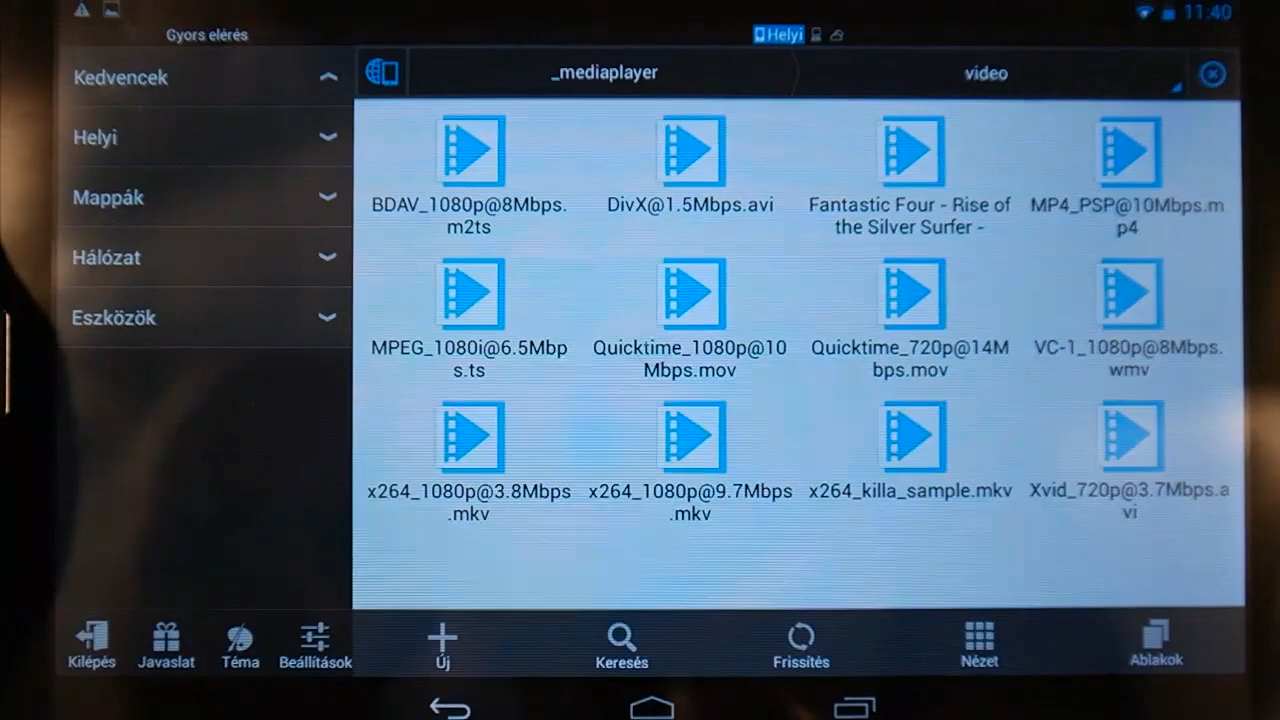 11:40
Gyors elérés
Helyi
Kedvencek
Helyi
Mappák
Hálózat
Eszközök
_mediaplayer
video
BDAV_1080p@8Mbps.
m2ts
DivX@1.5Mbps.avi
Fantastic Four - Rise of
the Silver Surfer -
MP4_PSP@10Mbps.m
p4
MPEG_1080i@6.5Mbp
s.ts
Quicktime_1080p@10
Mbps.mov
Quicktime_720p@14M
bps.mov
VC-1_1080p@8Mbps.
wmv
x264_1080p@3.8Mbps
.mkv
x264_1080p@9.7Mbps
.mkv
x264_killa_sample.mkv
Xvid_720p@3.7Mbps.a
vi
Kilépés
Javaslat
Téma
Beállítások
Új
Keresés
Frissítés
Nézet
Ablakok